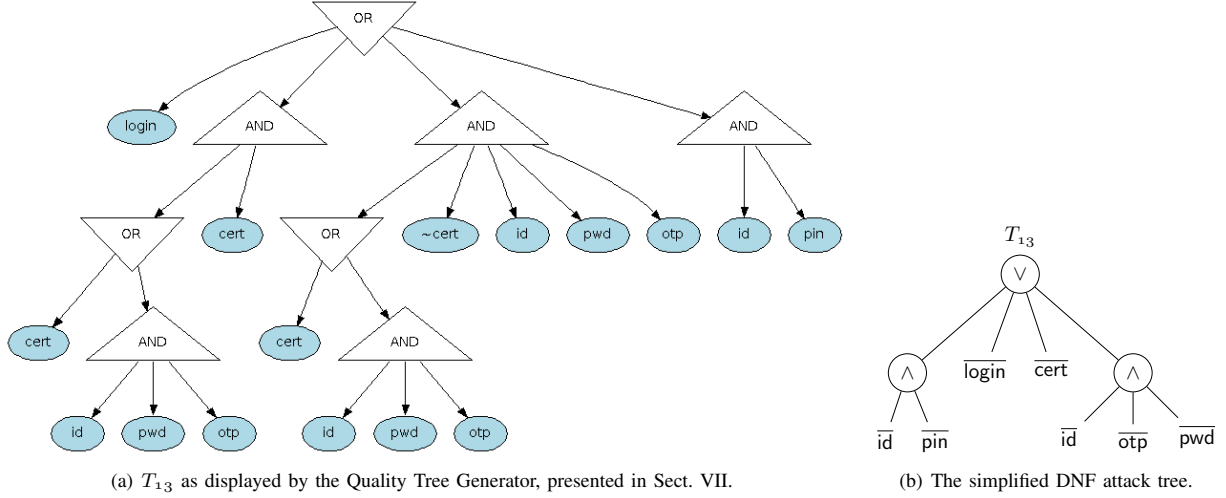 OR
login
AND
AND
AND
OR
cert
OR
~cert
id
pwd
otp
id
pin
cert
AND
cert
AND
id
pwd
otp
id
pwd
otp
(a) T₁₃ as displayed by the Quality Tree Generator, presented in Sect. VII.
T₁₃
∨
∧
login
cert
∧
id
pin
id
otp
pwd
(b) The simplified DNF attack tree.